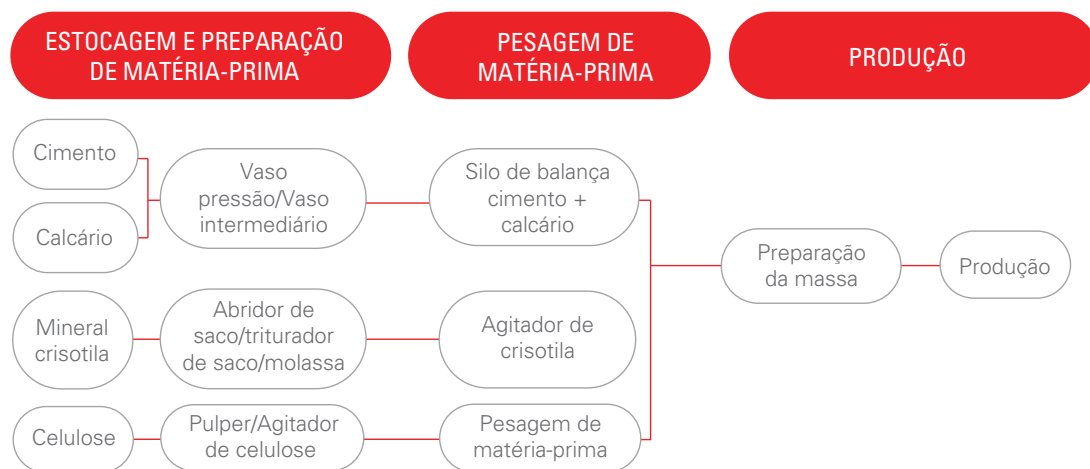 ESTOCAGEM E PREPARAÇÃO
DE MATÉRIA-PRIMA
PESAGEM DE
MATÉRIA-PRIMA
PRODUÇÃO
Cimento
Calcário
Vaso
pressão/Vaso
intermediário
Silo de balança
cimento +
calcário
Mineral
crisotila
Abridor de
saco/triturador
de saco/molassa
Agitador de
crisotila
Celulose
Pulper/Agitador
de celulose
Pesagem de
matéria-prima
Preparação
da massa
Produção